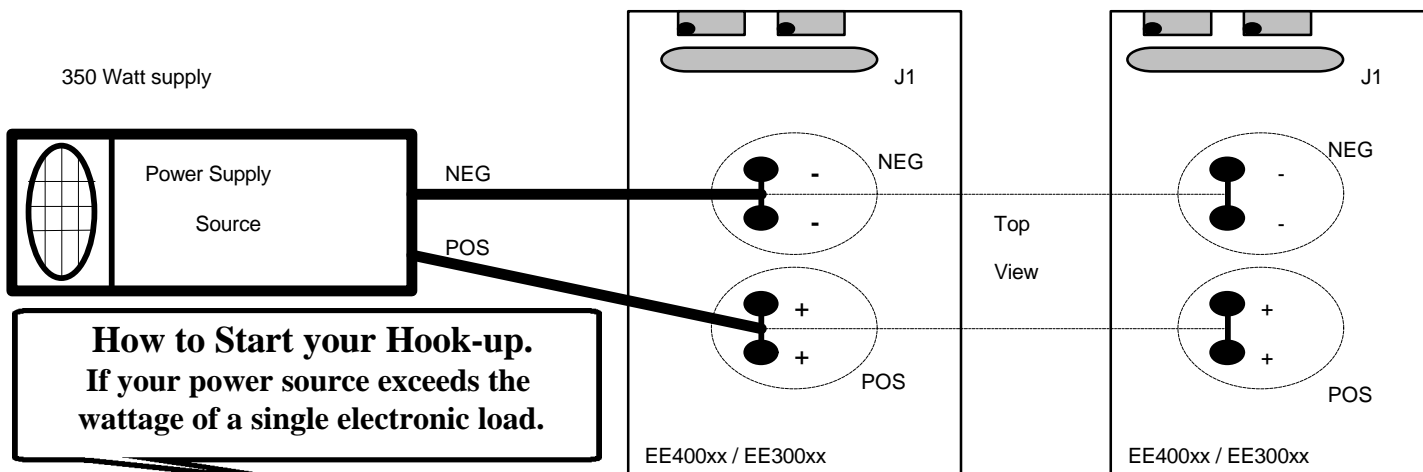 350 Watt supply
Power Supply
Source
NEG
POS
How to Start your Hook-up.
If your power source exceeds the
wattage of a single electronic load.
J1
NEG
-
-
+
+
POS
EE400xx / EE300xx
Top
View
J1
NEG
-
-
+
+
POS
EE400xx / EE300xx